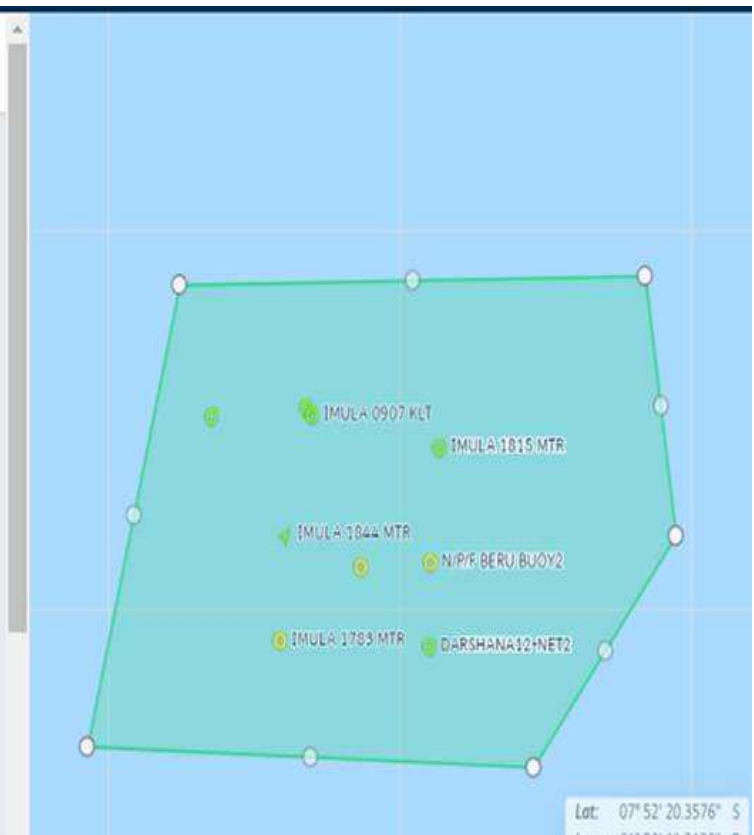 IMULA 0907 KLT
IMULA 1815 MTR
IMULA 1844 MTR
N/P/F BERU BUOY2
IMULA 1783 MTR
DARSHANA12+NET2
Lat: 07° 52' 20.3576" S